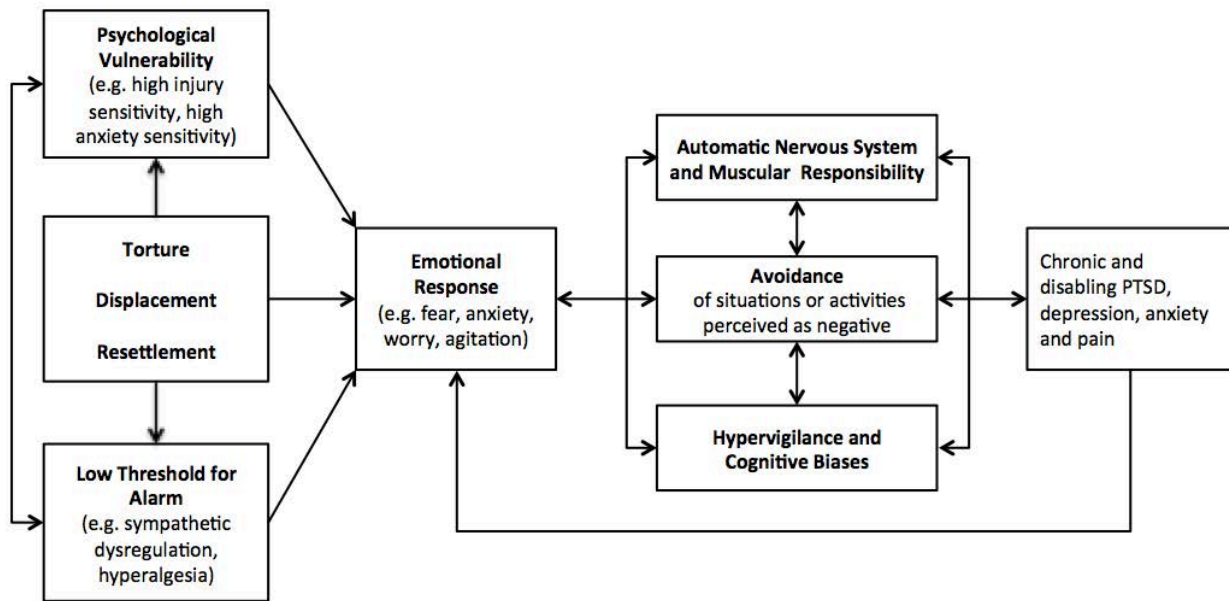 Psychological
Vulnerability
(e.g. high injury
sensitivity, high
anxiety sensitivity)
Torture
Displacement
Resettlement
Low Threshold for
Alarm
(e.g. sympathetic
dysregulation,
hyperalgesia)
Emotional
Response
(e.g. fear, anxiety,
worry, agitation)
Automatic Nervous System
and Muscular Responsibility
Avoidance
of situations or activities
perceived as negative
Hypervigilance and
Cognitive Biases
Chronic and
disabling PTSD,
depression, anxiety
and pain